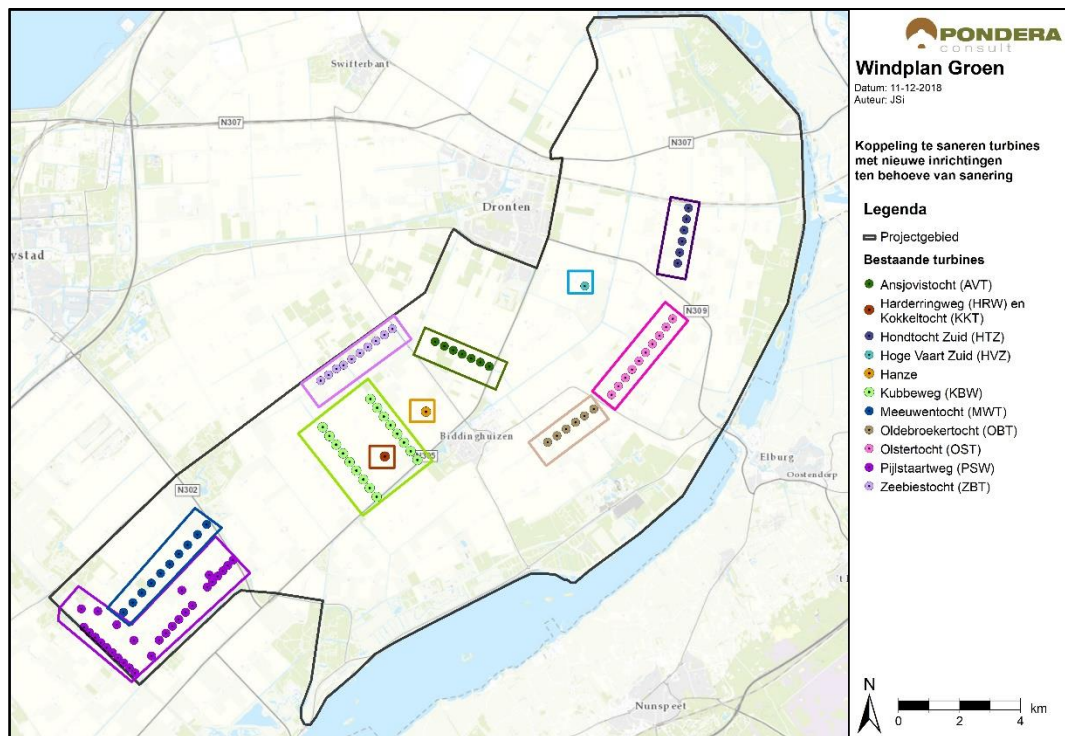 Swifterbant
N307
N307
Dronten
ystad
N309
Biddinghuizen
N305
Elburg
Oostendorp
N302
't
Nunspeet
PONDERA
consult
Windplan Groen
Datum: 11-12-2018
Auteur: JSi
Koppeling te saneren turbines
met nieuwe inrichtingen
ten behoeve van sanering
Legenda
Projectgebied
Bestaande turbines
Ansjovistocht (AVT)
Harderringweg (HRW) en
Kokkeltocht (KKT)
Hondtocht Zuid (HTZ)
Hoge Vaart Zuid (HVZ)
Hanze
Kubbeweg (KBW)
Meeuwentocht (MWT)
Oldebroekertocht (OBT)
Olstertocht (OST)
Pijlstaartweg (PSW)
Zeebiestocht (ZBT)
N
0 2 4 km